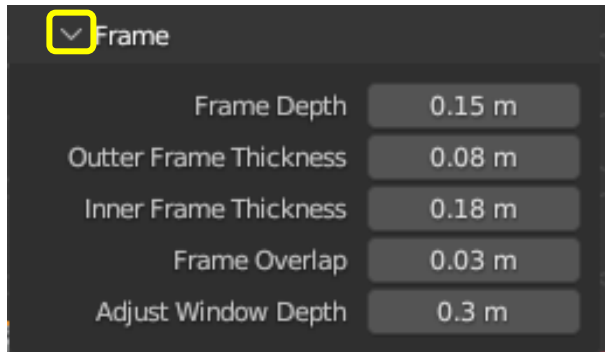 Frame
Frame Depth 0.15 m
Outter Frame Thickness 0.08 m
Inner Frame Thickness 0.18 m
Frame Overlap 0.03 m
Adjust Window Depth 0.3 m